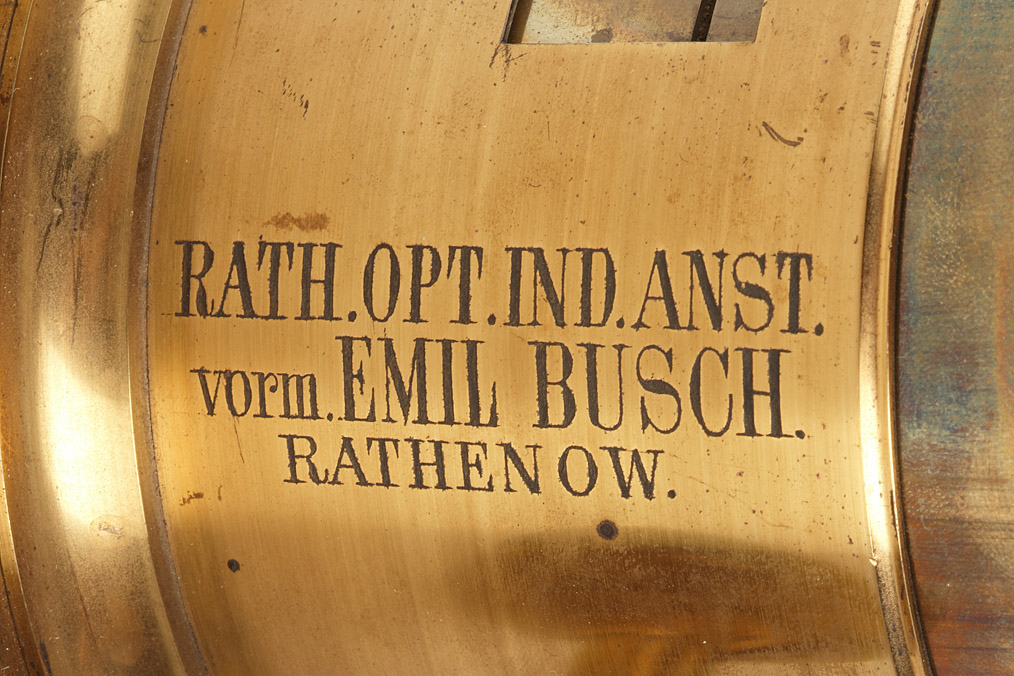 RATH.OPT.IND.ANST.
vorm.EMIL BUSCH.
RATHENOW.